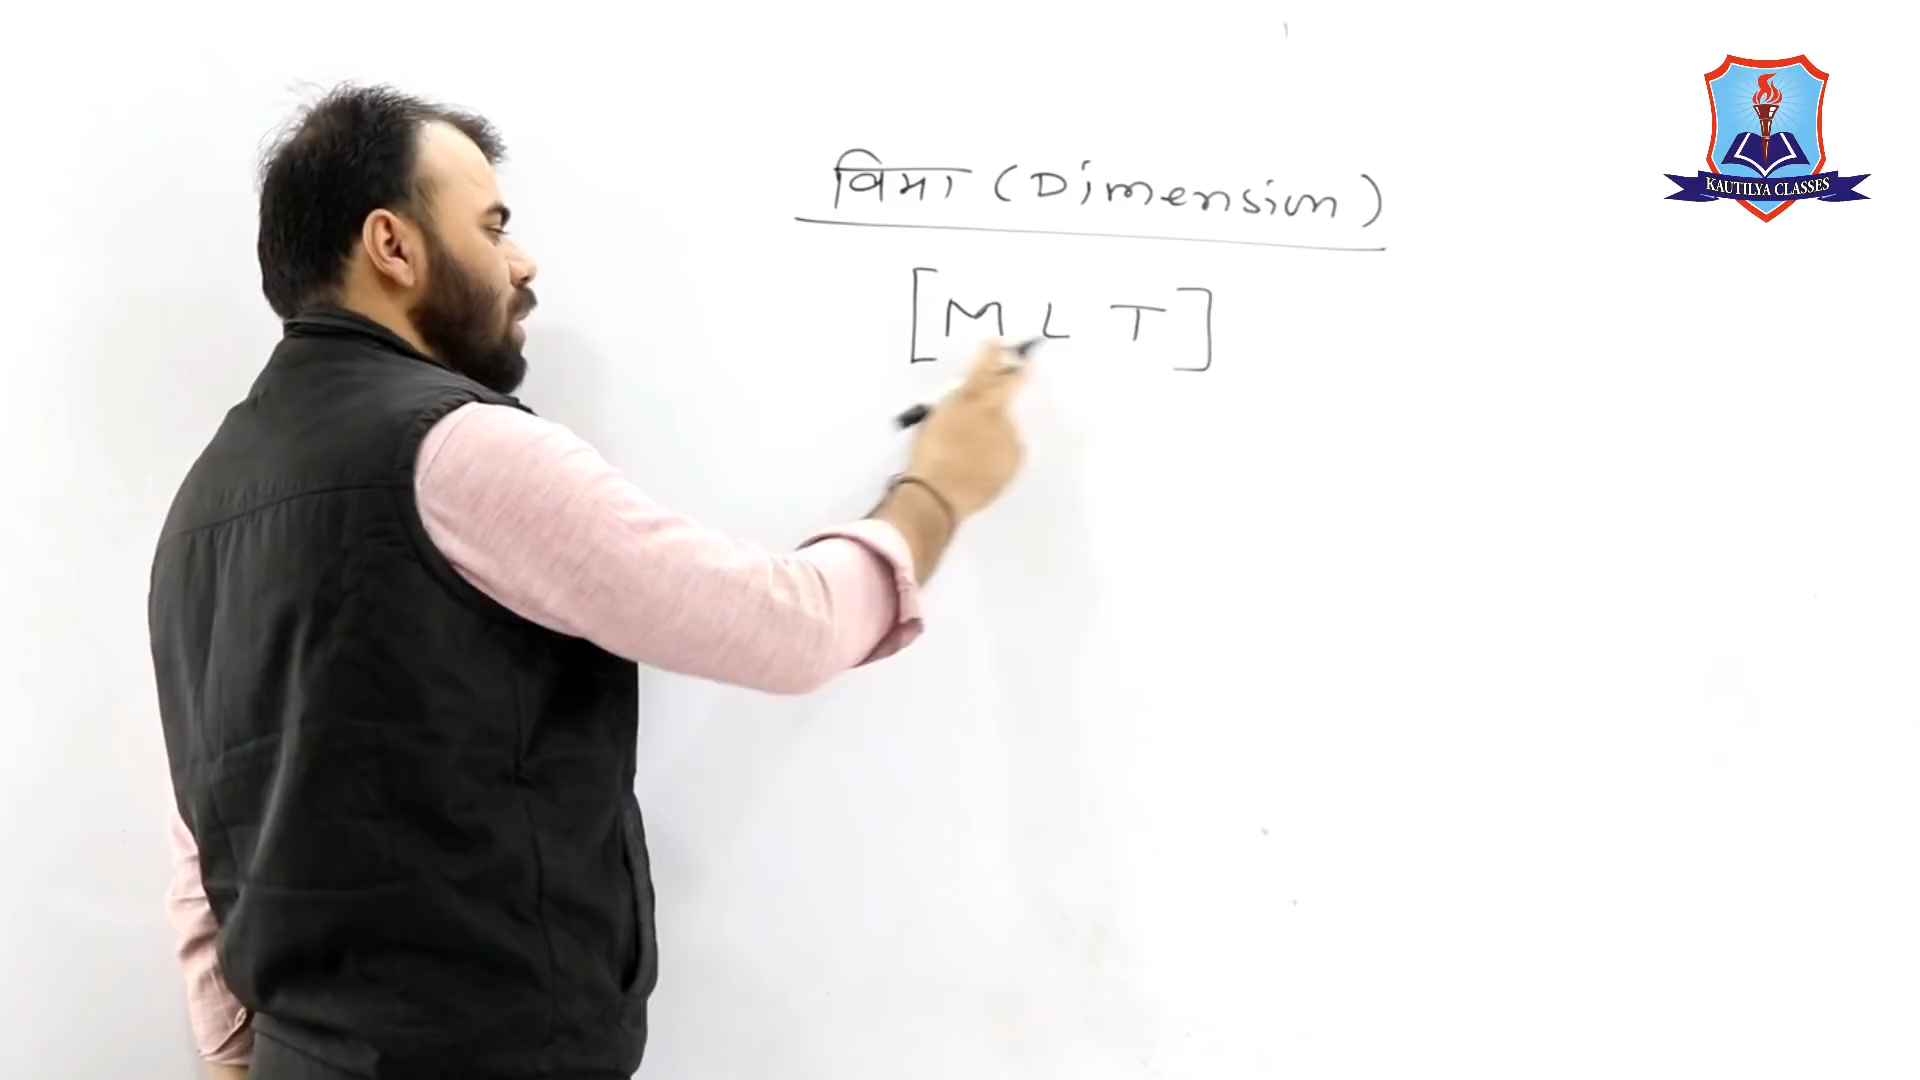 विमा (Dimension)
[M L T]
KAUTILYA CLASSES